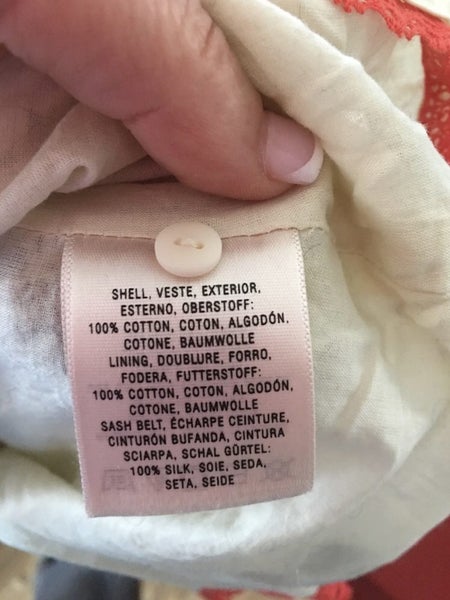 SHELL, VESTE, EXTERIOR,
ESTERNO, OBERSTOFF:
100% COTTON, COTON, ALGODÓN,
COTONE, BAUMWOLLE
LINING, DOUBLURE, FORRO,
FODERA, FUTTERSTOFF:
100% COTTON, COTON, ALGODÓN,
COTONE, BAUMWOLLE
SASH BELT, ÉCHARPE CEINTURE,
CINTURÓN BUFANDA, CINTURA
SCIARPA, SCHAL GÜRTEL:
100% SILK, SOIE, SEDA,
SETA, SEIDE